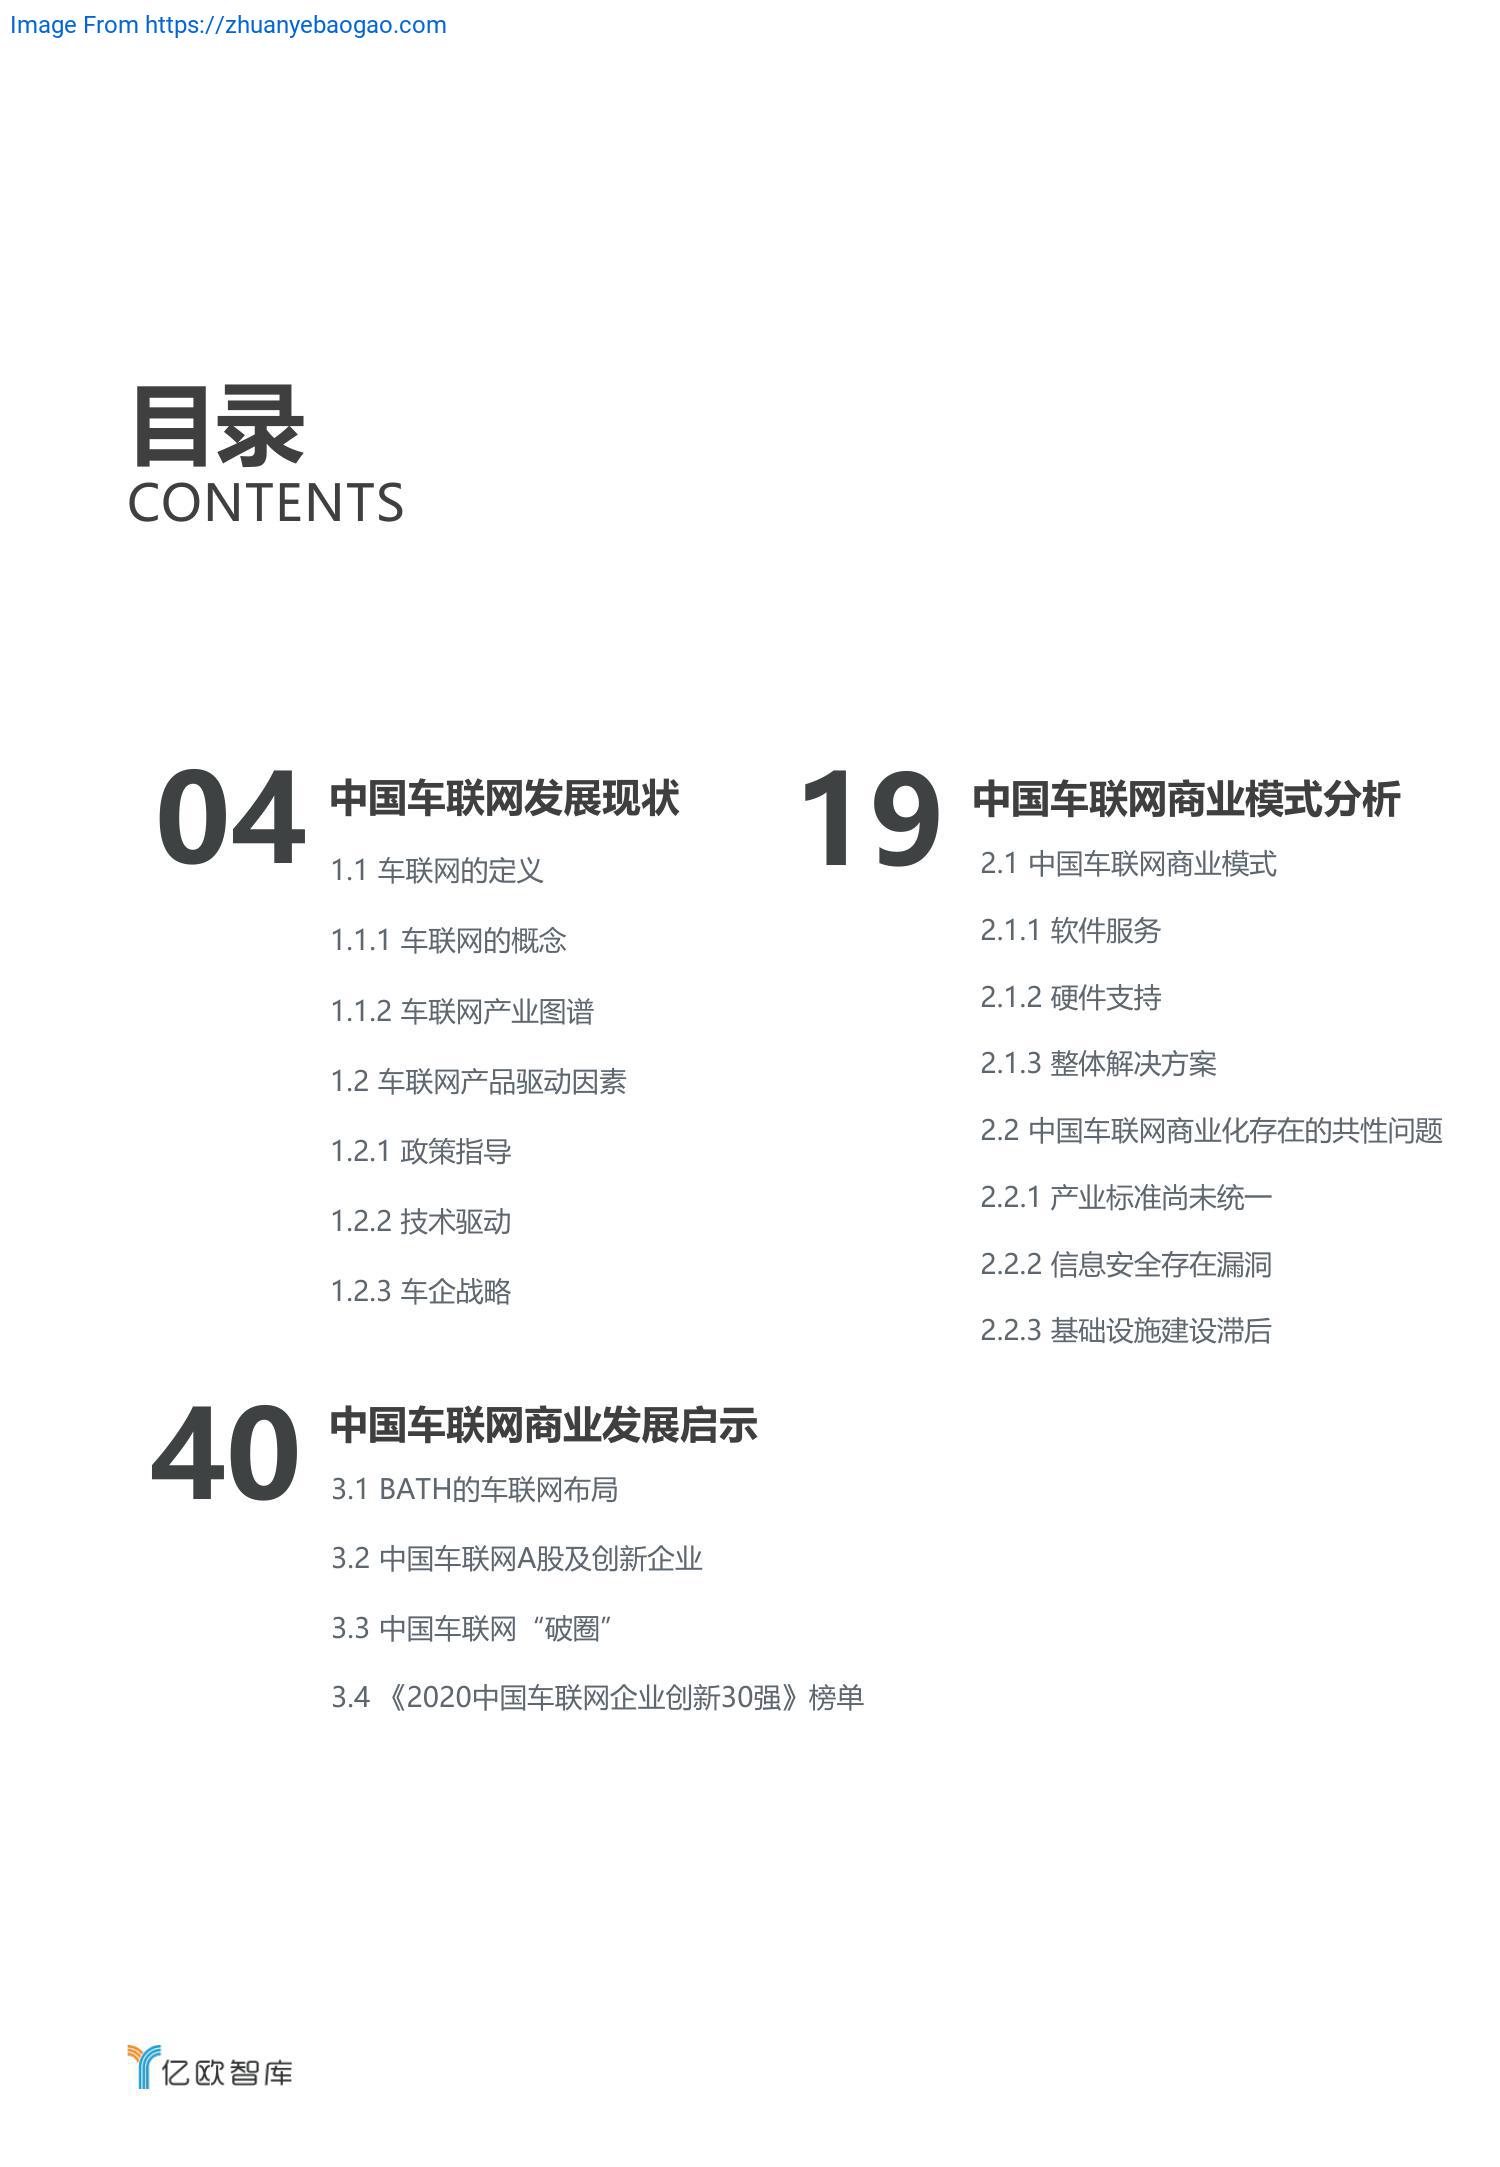 Image From https://zhuanyebaogao.com
目录
CONTENTS
04
中国车联网发展现状
1.1 车联网的定义
1.1.1 车联网的概念
1.1.2 车联网产业图谱
1.2 车联网产品驱动因素
1.2.1 政策指导
1.2.2 技术驱动
1.2.3 车企战略
19
中国车联网商业模式分析
2.1 中国车联网商业模式
2.1.1 软件服务
2.1.2 硬件支持
2.1.3 整体解决方案
2.2 中国车联网商业化存在的共性问题
2.2.1 产业标准尚未统一
2.2.2 信息安全存在漏洞
2.2.3 基础设施建设滞后
40
中国车联网商业发展启示
3.1 BATH的车联网布局
3.2 中国车联网A股及创新企业
3.3 中国车联网“破圈”
3.4 《2020中国车联网企业创新30强》榜单
亿欧智库